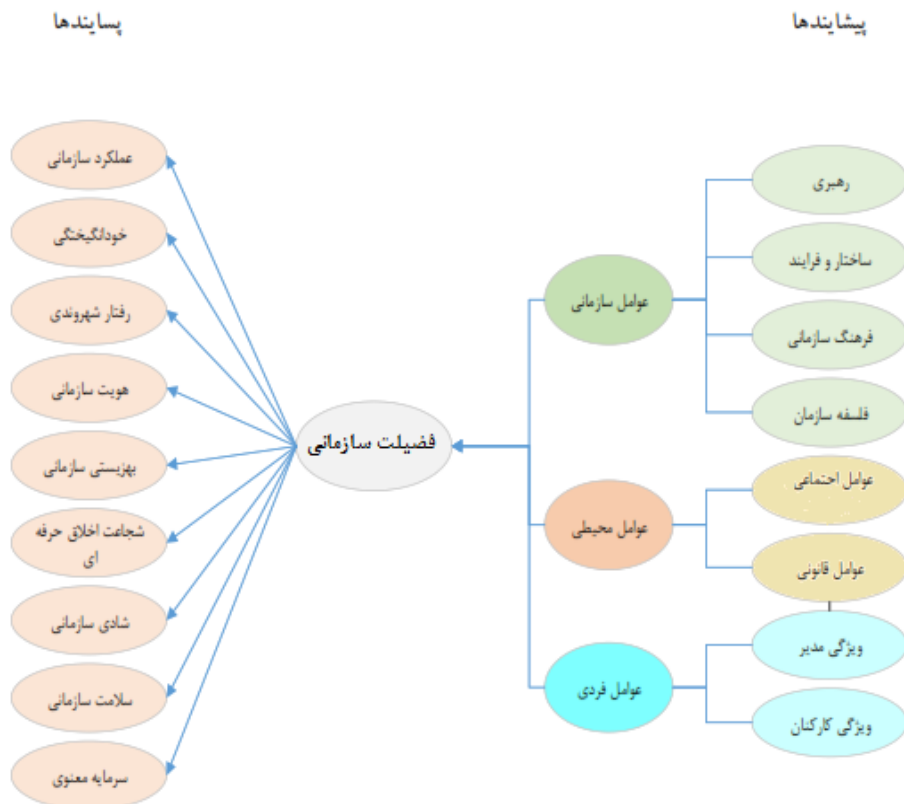 پیشایندها
پسایندها
رهبری
ساختار و فرایند
فرهنگ سازمانی
فلسفه سازمان
عوامل احتماعی
عوامل قانونی
ویژگی مدیر
ویژگی کارکنان
عوامل سازمانی
عوامل محیطی
عوامل فردی
فضیلت سازمانی
عملکرد سازمانی
خودانگیختگی
رفتار شهروندی
هویت سازمانی
بهزیستی سازمانی
شجاعت اخلاق حرفه
ای
شادی سازمانی
سلامت سازمانی
سرمایه معنوی